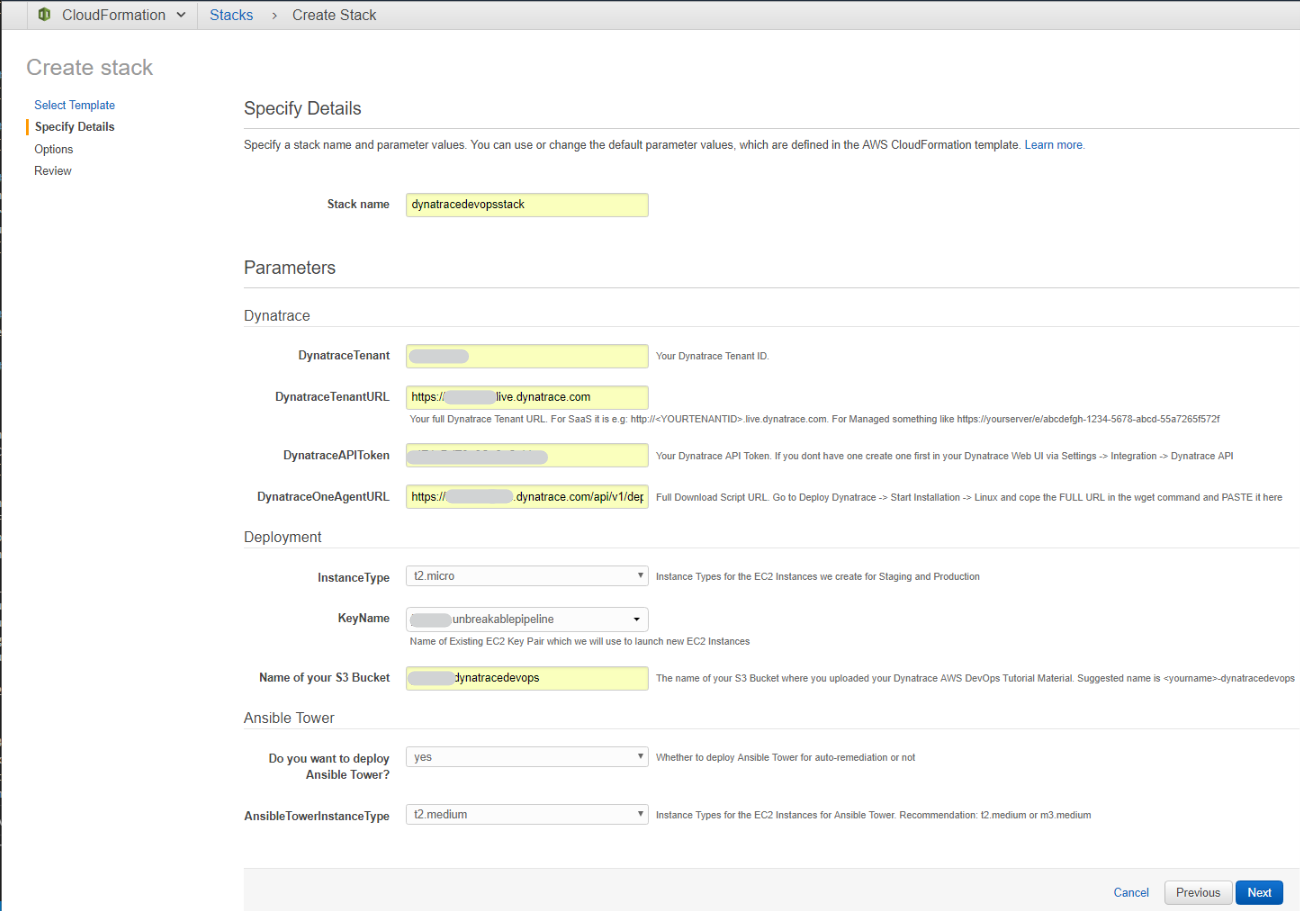 CloudFormation
Stacks > Create Stack
Create stack
Select Template
Specify Details
Options
Review
Specify Details
Specify a stack name and parameter values. You can use or change the default parameter values, which are defined in the AWS CloudFormation template. Learn more.
Stack name dynatracedevopsstack
Parameters
Dynatrace
DynatraceTenant Your Dynatrace Tenant ID.
DynatraceTenantURL https:// live.dynatrace.com
Your full Dynatrace Tenant URL. For SaaS it is e.g: http://<YOURTENANTID>.live.dynatrace.com. For Managed something like https://yourserver/e/abcdefgh-1234-5678-abcd-55a7265f572f
DynatraceAPIToken Your Dynatrace API Token. If you dont have one create one first in your Dynatrace Web UI via Settings -> Integration -> Dynatrace API
DynatraceOneAgentURL https:// .dynatrace.com/api/v1/dep Full Download Script URL. Go to Deploy Dynatrace -> Start Installation -> Linux and cope the FULL URL in the wget command and PASTE it here
Deployment
InstanceType t2.micro Instance Types for the EC2 Instances we create for Staging and Production
KeyName unbreakablepipeline
Name of Existing EC2 Key Pair which we will use to launch new EC2 Instances
Name of your S3 Bucket dynatracedevops The name of your S3 Bucket where you uploaded your Dynatrace AWS DevOps Tutorial Material. Suggested name is <yourname>-dynatracedevops
Ansible Tower
Do you want to deploy yes Whether to deploy Ansible Tower for auto-remediation or not
Ansible Tower?
AnsibleTowerInstanceType t2.medium Instance Types for the EC2 Instances for Ansible Tower. Recommendation: t2.medium or m3.medium
Cancel Previous Next